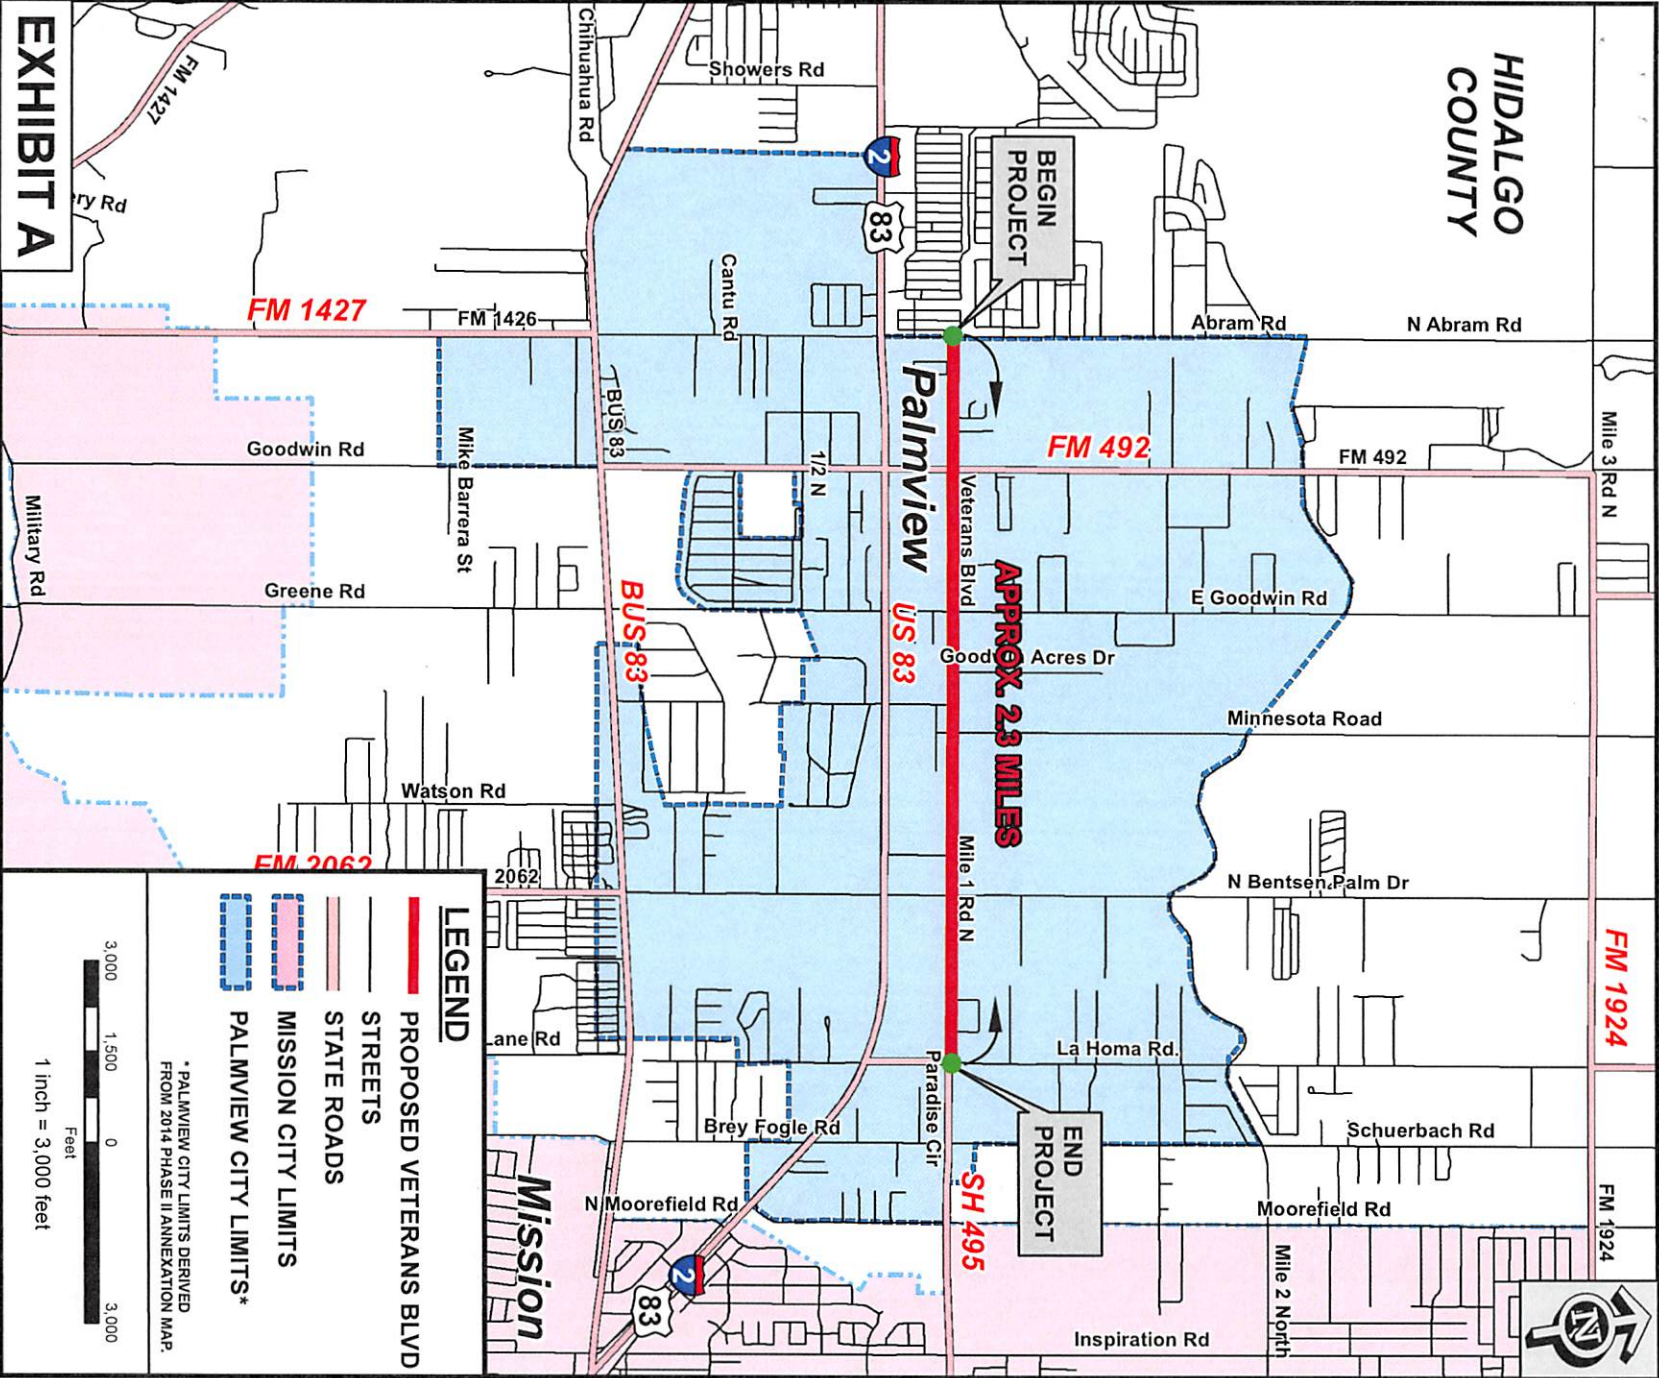 HIDALGO
COUNTY
BEGIN
PROJECT
END
PROJECT
EXHIBIT A
Palmview
Mission
APPROX. 2.3 MILES
Chihuahua Rd
Showers Rd
FM 1427
ery Rd
2
83
Cantu Rd
FM 1427
FM 1426
Abram Rd
N Abram Rd
Mile 3 Rd N
BUS 83
Goodwin Rd
Mike Barrera St
1/2 N
FM 492
FM 492
Veterans Blvd
Military Rd
Greene Rd
BUS 83
US 83
E Goodwin Rd
Acres Dr
Minnesota Road
Watson Rd
Mile 1 Rd N
FM 2062
2062
N Bentsen Palm Dr
FM 1924
ane Rd
La Homa Rd.
Paradise Cir
Brey Fogle Rd
Schuerbach Rd
SH 495
N Moorefield Rd
Moorefield Rd
FM 1924
2
83
Mile 2 North
Inspiration Rd
N
LEGEND
PROPOSED VETERANS BLVD
STREETS
STATE ROADS
MISSION CITY LIMITS
PALMVIEW CITY LIMITS*
* PALMVIEW CITY LIMITS DERIVED
FROM 2014 PHASE II ANNEXATION MAP.
3,000 1,500 0 3,000
Feet
1 inch = 3,000 feet